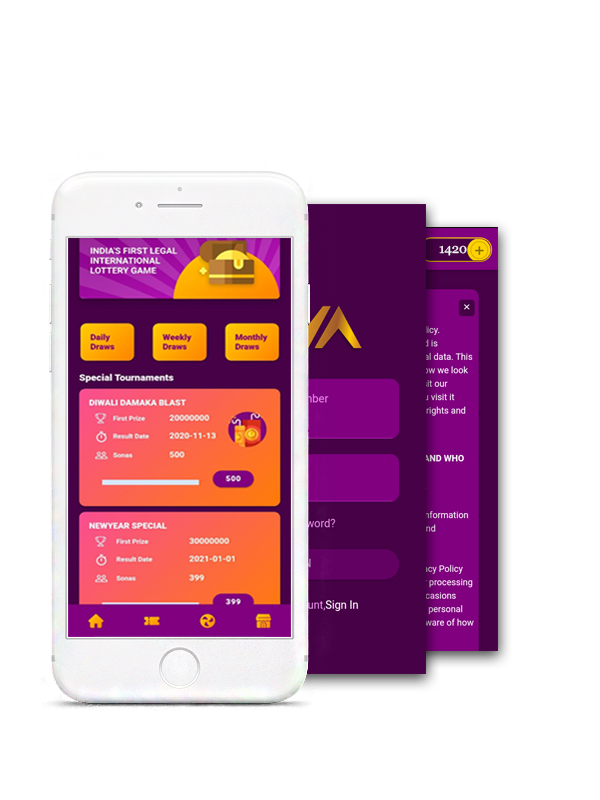 INDIA'S FIRST LEGAL
INTERNATIONAL
LOTTERY GAME
Daily
Draws
Weekly
Draws
Monthly
Draws
Special Tournaments
DIWALI DAMAKA BLAST
First Prize 20000000
Result Date 2020-11-13
Sonas 500
500
NEWYEAR SPECIAL
First Prize 30000000
Result Date 2021-01-01
Sonas 399
399
mber
word?
N
unt,Sign In
1420
licy.
d is
al data. This
ow we look
sit our
u visit it
rights and
AND WHO
nformation
nd
acy Policy
r processing
casions
personal
ware of how